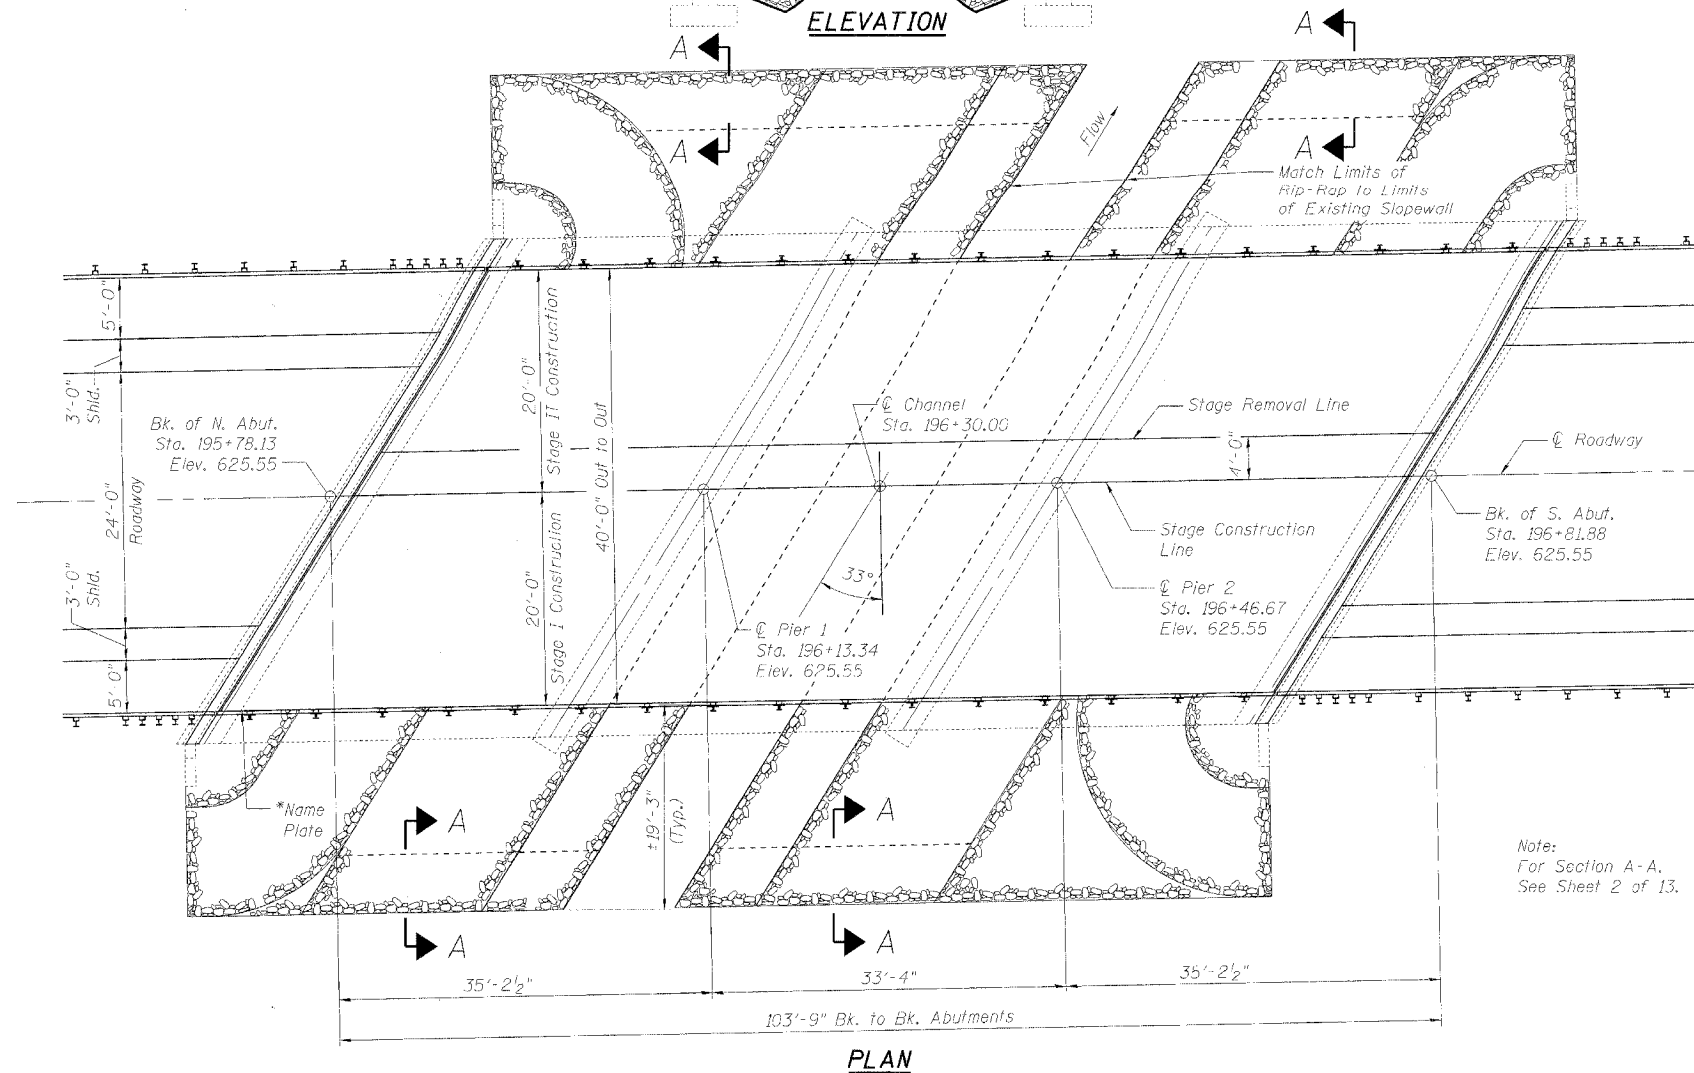 ELEVATION
A
A
A
A
Flow
Match Limits of
Rip-Rap to Limits
of Existing Slopewall
5'-0"
3'-0"
Shld.
24'-0"
Roadway
3'-0"
Shld.
5'-0"
Bk. of N. Abut.
Sta. 195+78.13
Elev. 625.55
20'-0"
Stage II Construction
20'-0"
Stage I Construction
40'-0" Out to Out
℄ Channel
Sta. 196+30.00
Stage Removal Line
4'-0"
℄ Roadway
Stage Construction
Line
Bk. of S. Abut.
Sta. 196+81.88
Elev. 625.55
33°
℄ Pier 1
Sta. 196+13.34
Elev. 625.55
℄ Pier 2
Sta. 196+46.67
Elev. 625.55
*Name
Plate
±19'-3"
(Typ.)
A
A
A
A
Note:
For Section A-A,
See Sheet 2 of 13.
35'-2½"
33'-4"
35'-2½"
103'-9" Bk. to Bk. Abutments
PLAN